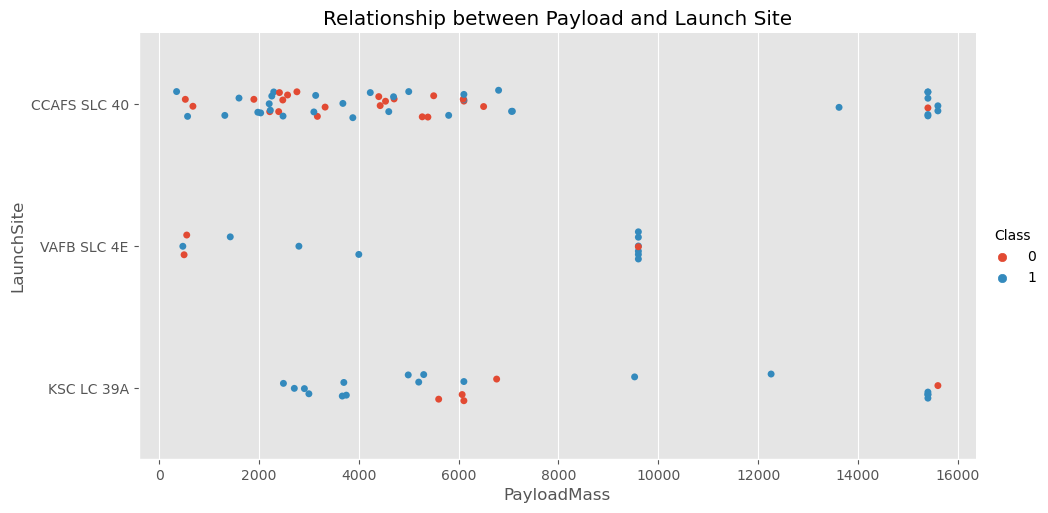 Relationship between Payload and Launch Site
LaunchSite
CCAFS SLC 40
VAFB SLC 4E
KSC LC 39A
0 2000 4000 6000 8000 10000 12000 14000 16000
PayloadMass
Class
0
1